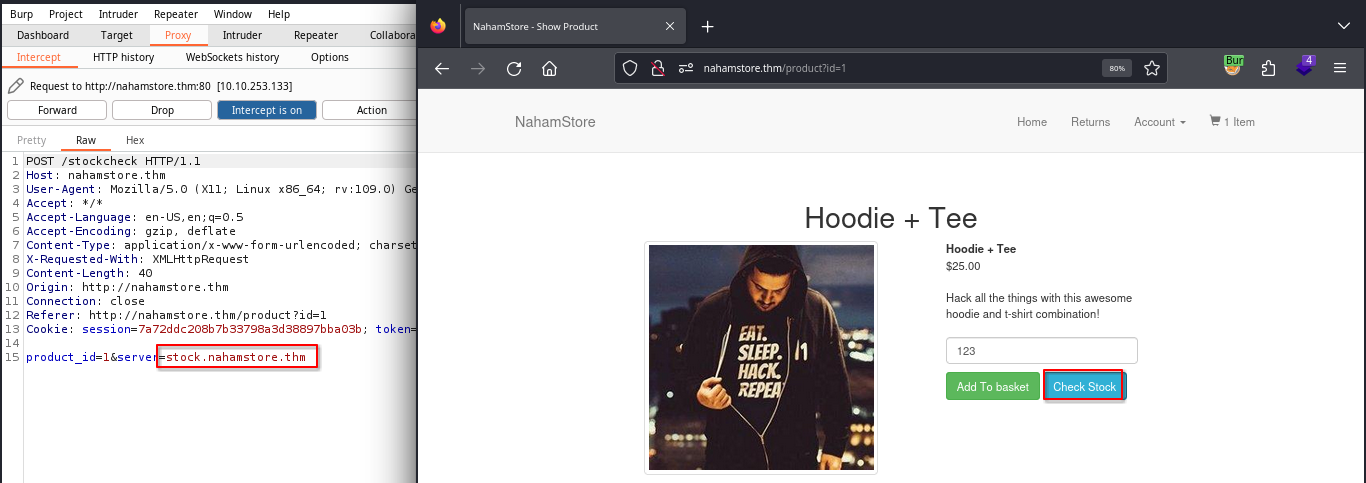 Burp Project Intruder Repeater Window Help
Dashboard Target Proxy Intruder Repeater Collabora
Intercept HTTP history WebSockets history Options
Request to http://nahamstore.thm:80 [10.10.253.133]
Forward Drop Intercept is on Action
Pretty Raw Hex
1 POST /stockcheck HTTP/1.1
2 Host: nahamstore.thm
3 User-Agent: Mozilla/5.0 (X11; Linux x86_64; rv:109.0) Ge
4 Accept: */*
5 Accept-Language: en-US,en;q=0.5
6 Accept-Encoding: gzip, deflate
7 Content-Type: application/x-www-form-urlencoded; charset
8 X-Requested-With: XMLHttpRequest
9 Content-Length: 40
10 Origin: http://nahamstore.thm
11 Connection: close
12 Referer: http://nahamstore.thm/product?id=1
13 Cookie: session=7a72ddc208b7b33798a3d38897bba03b; token=
14
15 product_id=1&server=stock.nahamstore.thm
NahamStore - Show Product
nahamstore.thm/product?id=1 80% Bur 4
NahamStore Home Returns Account 1 Item
Hoodie + Tee
EAT.
SLEEP.
HACK.
REPEAT
Hoodie + Tee
$25.00
Hack all the things with this awesome
hoodie and t-shirt combination!
123
Add To basket Check Stock